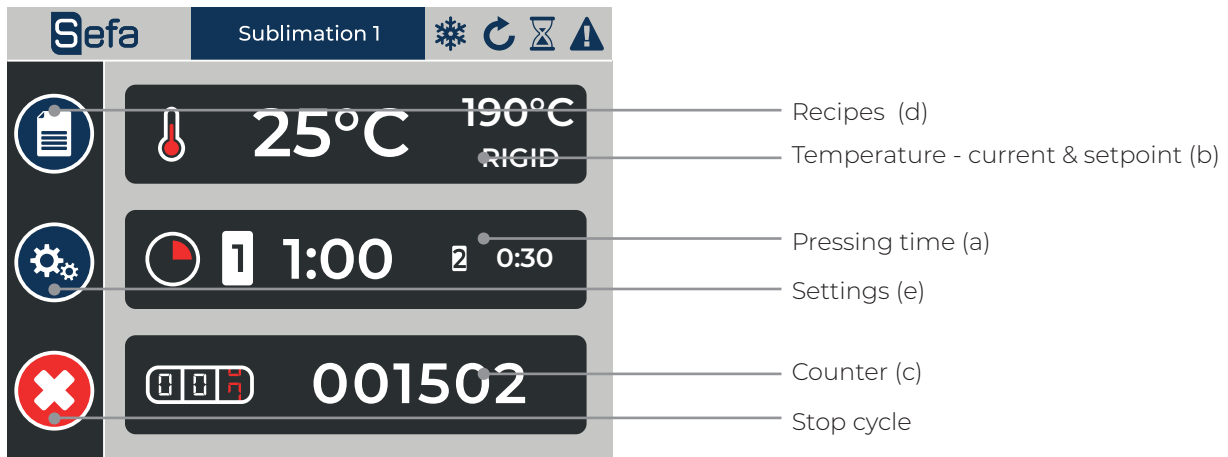 Sefa
Sublimation 1
25°C
190°C
RIGID
1 1:00
2 0:30
001502
Recipes (d)
Temperature - current & setpoint (b)
Pressing time (a)
Settings (e)
Counter (c)
Stop cycle